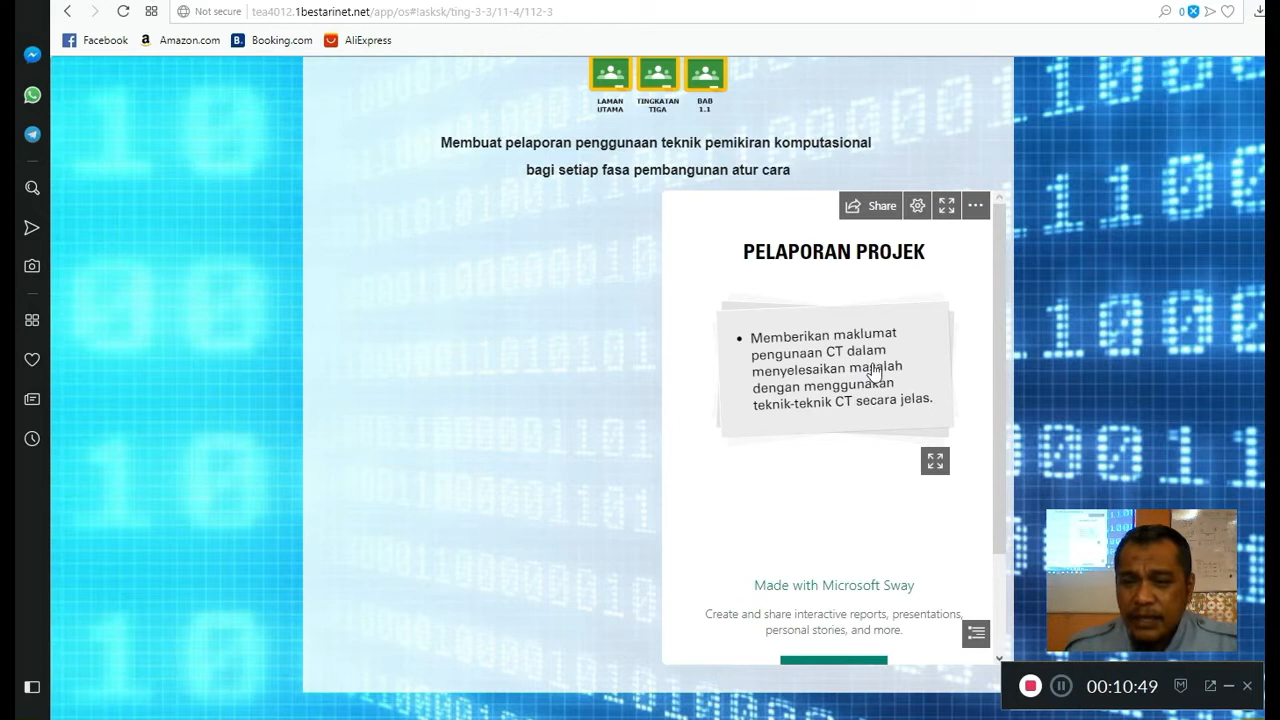 Not secure
tea4012.1bestarinet.net/app/os#!asksk/ting-3-3/11-4/112-3
0
Facebook
Amazon.com
Booking.com
AliExpress
LAMAN
UTAMA
TINGKATAN
TIGA
BAB
1.1
Membuat pelaporan penggunaan teknik pemikiran komputasional
bagi setiap fasa pembangunan atur cara
Share
PELAPORAN PROJEK
• Memberikan maklumat
pengunaan CT dalam
menyelesaikan masalah
dengan menggunakan
teknik-teknik CT secara jelas.
Made with Microsoft Sway
Create and share interactive reports, presentations,
personal stories, and more.
00:10:49